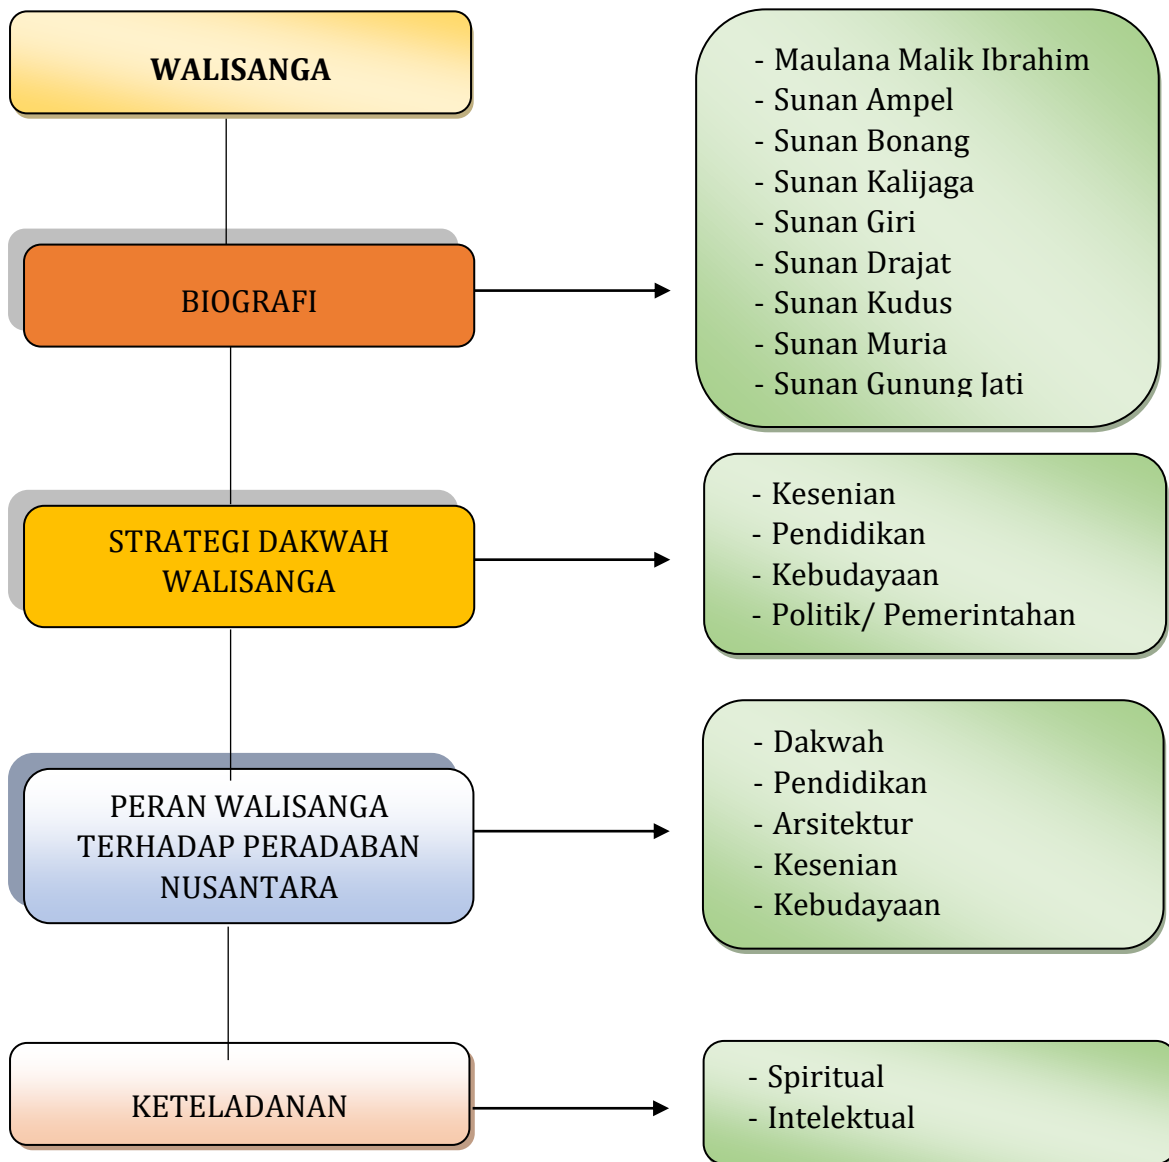 WALISANGA
- Maulana Malik Ibrahim
- Sunan Ampel
- Sunan Bonang
- Sunan Kalijaga
- Sunan Giri
- Sunan Drajat
- Sunan Kudus
- Sunan Muria
- Sunan Gunung Jati
BIOGRAFI
STRATEGI DAKWAH
WALISANGA
- Kesenian
- Pendidikan
- Kebudayaan
- Politik/ Pemerintahan
PERAN WALISANGA
TERHADAP PERADABAN
NUSANTARA
- Dakwah
- Pendidikan
- Arsitektur
- Kesenian
- Kebudayaan
KETELADANAN
- Spiritual
- Intelektual